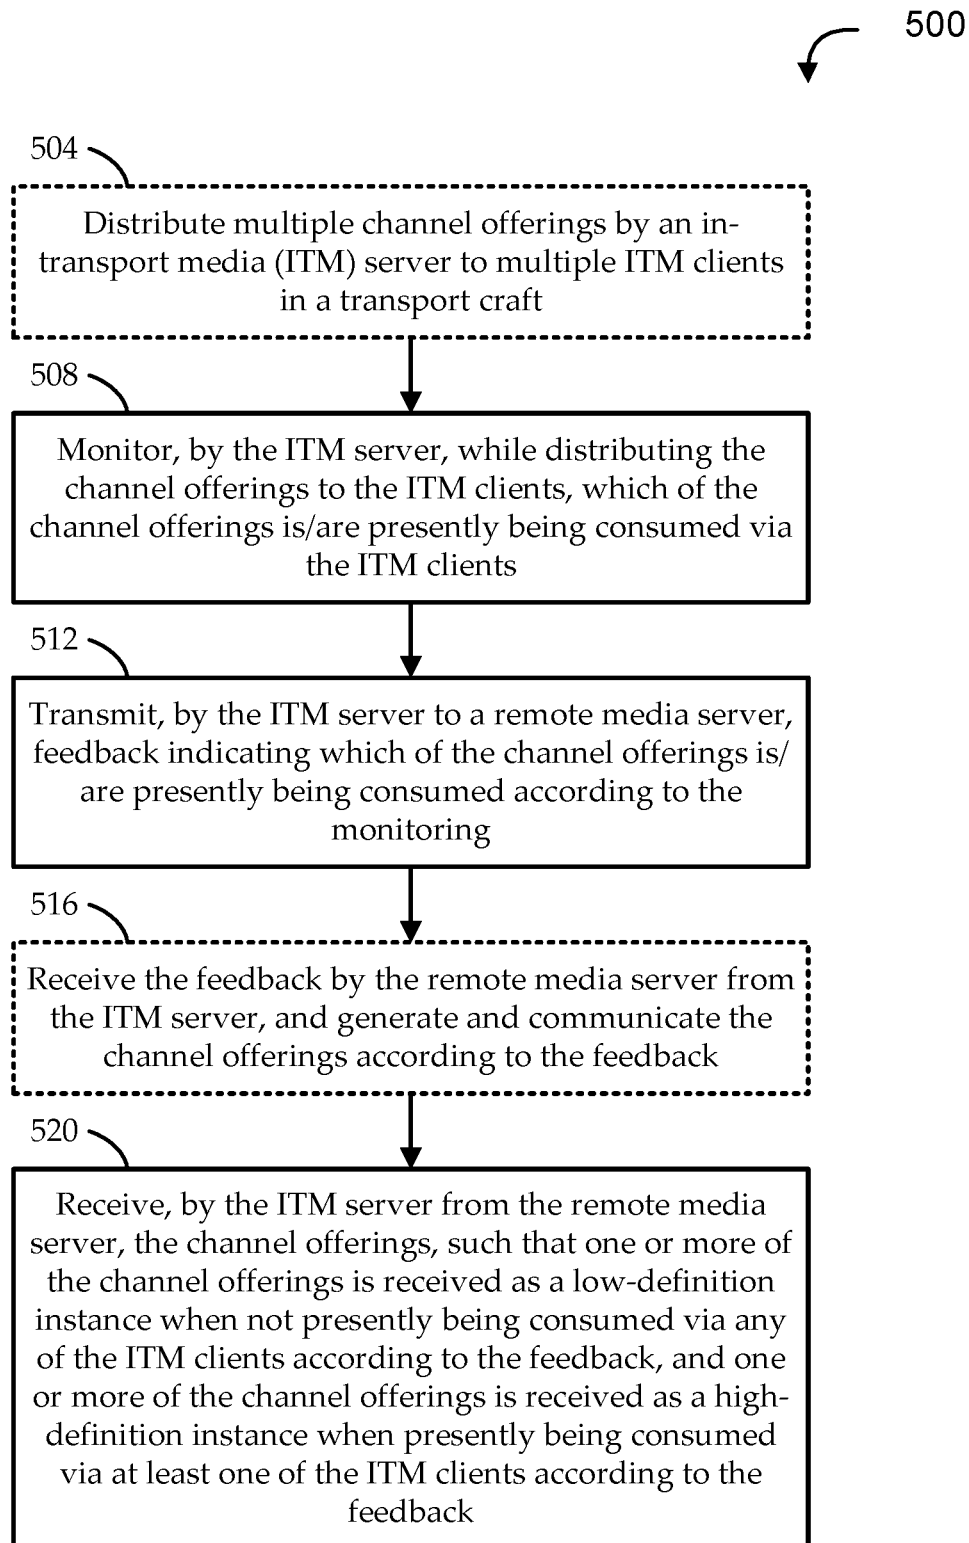 500
504
Distribute multiple channel offerings by an in-
transport media (ITM) server to multiple ITM clients
in a transport craft
508
Monitor, by the ITM server, while distributing the
channel offerings to the ITM clients, which of the
channel offerings is/are presently being consumed via
the ITM clients
512
Transmit, by the ITM server to a remote media server,
feedback indicating which of the channel offerings is/
are presently being consumed according to the
monitoring
516
Receive the feedback by the remote media server from
the ITM server, and generate and communicate the
channel offerings according to the feedback
520
Receive, by the ITM server from the remote media
server, the channel offerings, such that one or more of
the channel offerings is received as a low-definition
instance when not presently being consumed via any
of the ITM clients according to the feedback, and one
or more of the channel offerings is received as a high-
definition instance when presently being consumed
via at least one of the ITM clients according to the
feedback